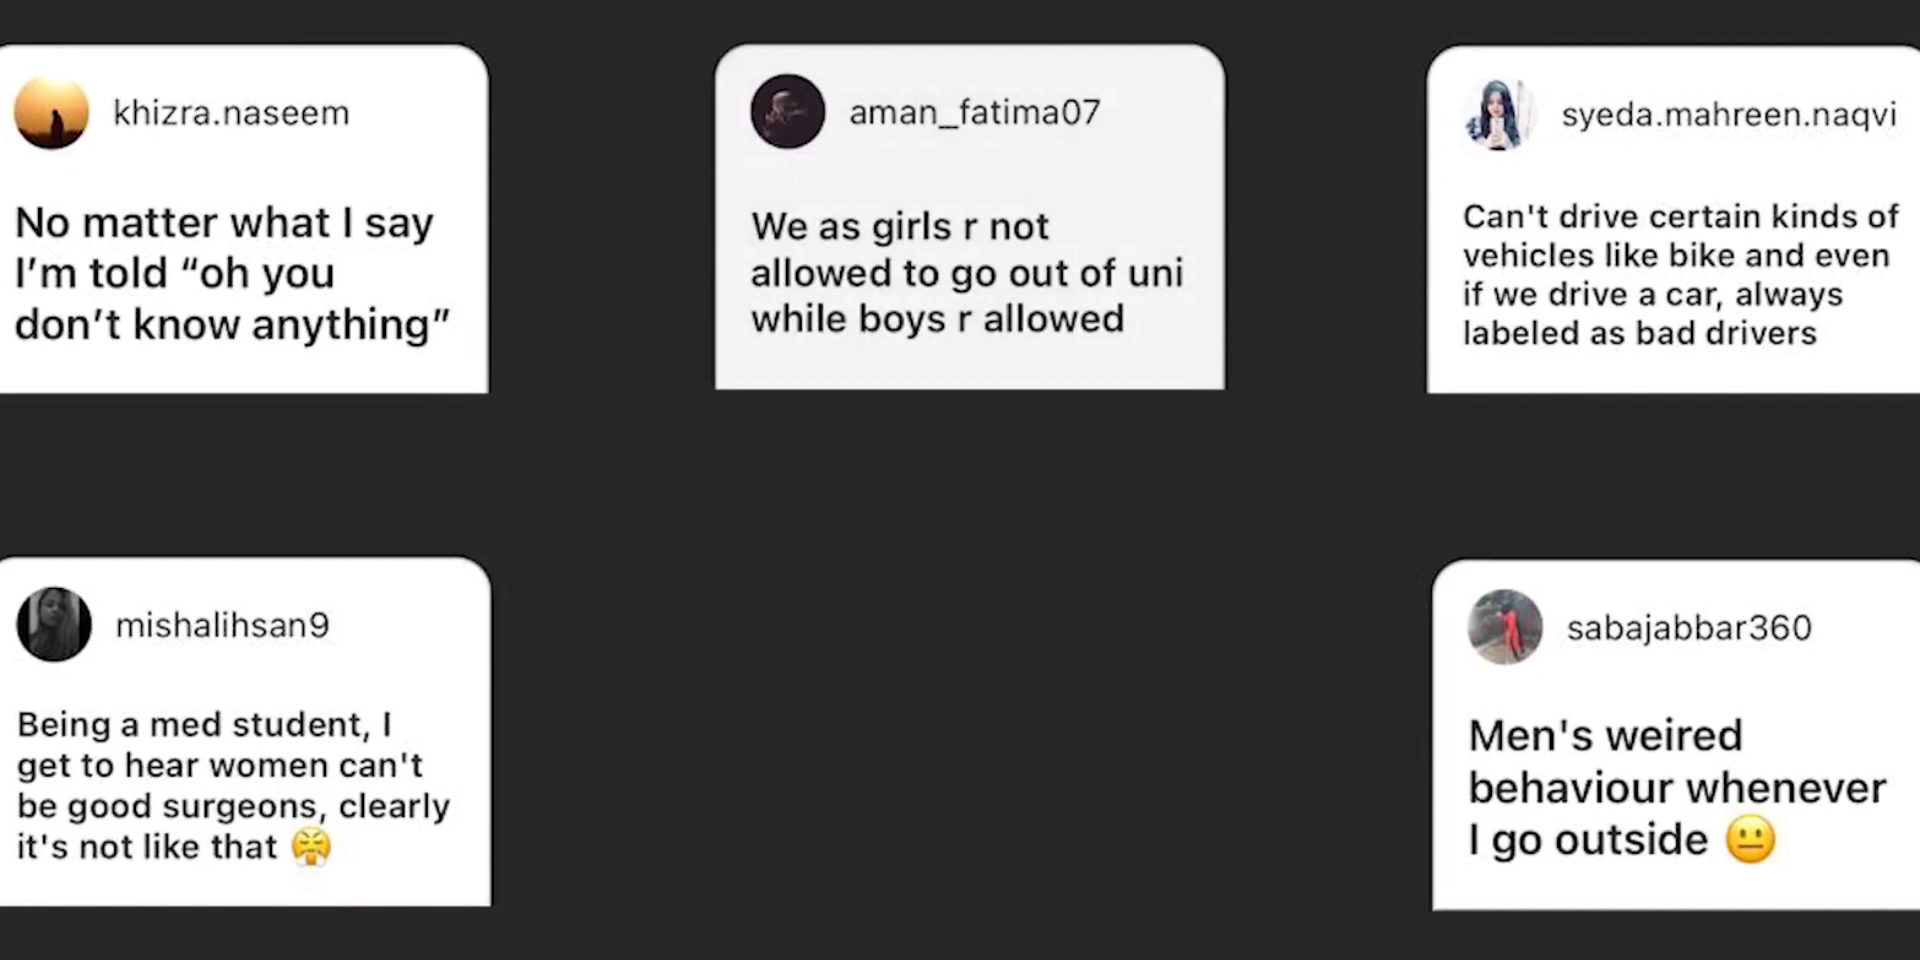 khizra.naseem
No matter what I say
I’m told “oh you
don’t know anything”
aman_fatima07
We as girls r not
allowed to go out of uni
while boys r allowed
syeda.mahreen.naqvi
Can't drive certain kinds of
vehicles like bike and even
if we drive a car, always
labeled as bad drivers
mishalihsan9
Being a med student, I
get to hear women can't
be good surgeons, clearly
it's not like that 😤
sabajabbar360
Men's weired
behaviour whenever
I go outside 😐